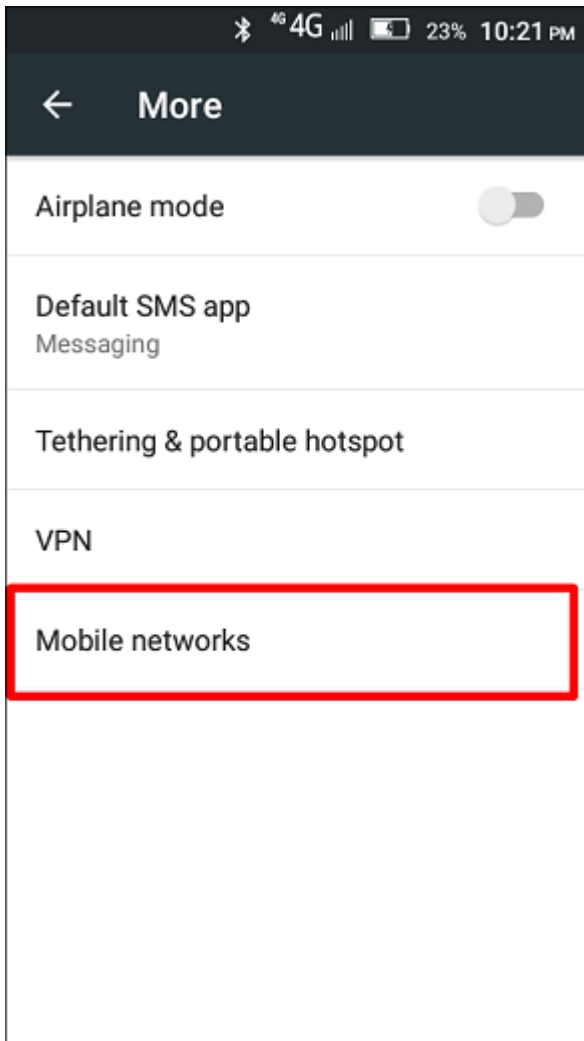 4G 4G 23% 10:21 PM
More
Airplane mode
Default SMS app
Messaging
Tethering & portable hotspot
VPN
Mobile networks